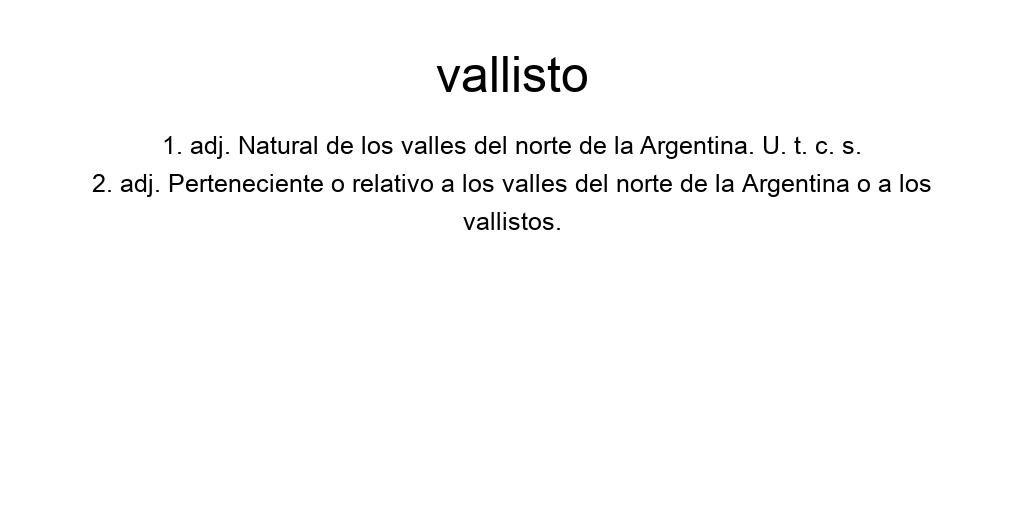 vallisto
1. adj. Natural de los valles del norte de la Argentina. U. t. c. s.
2. adj. Perteneciente o relativo a los valles del norte de la Argentina o a los
vallistos.